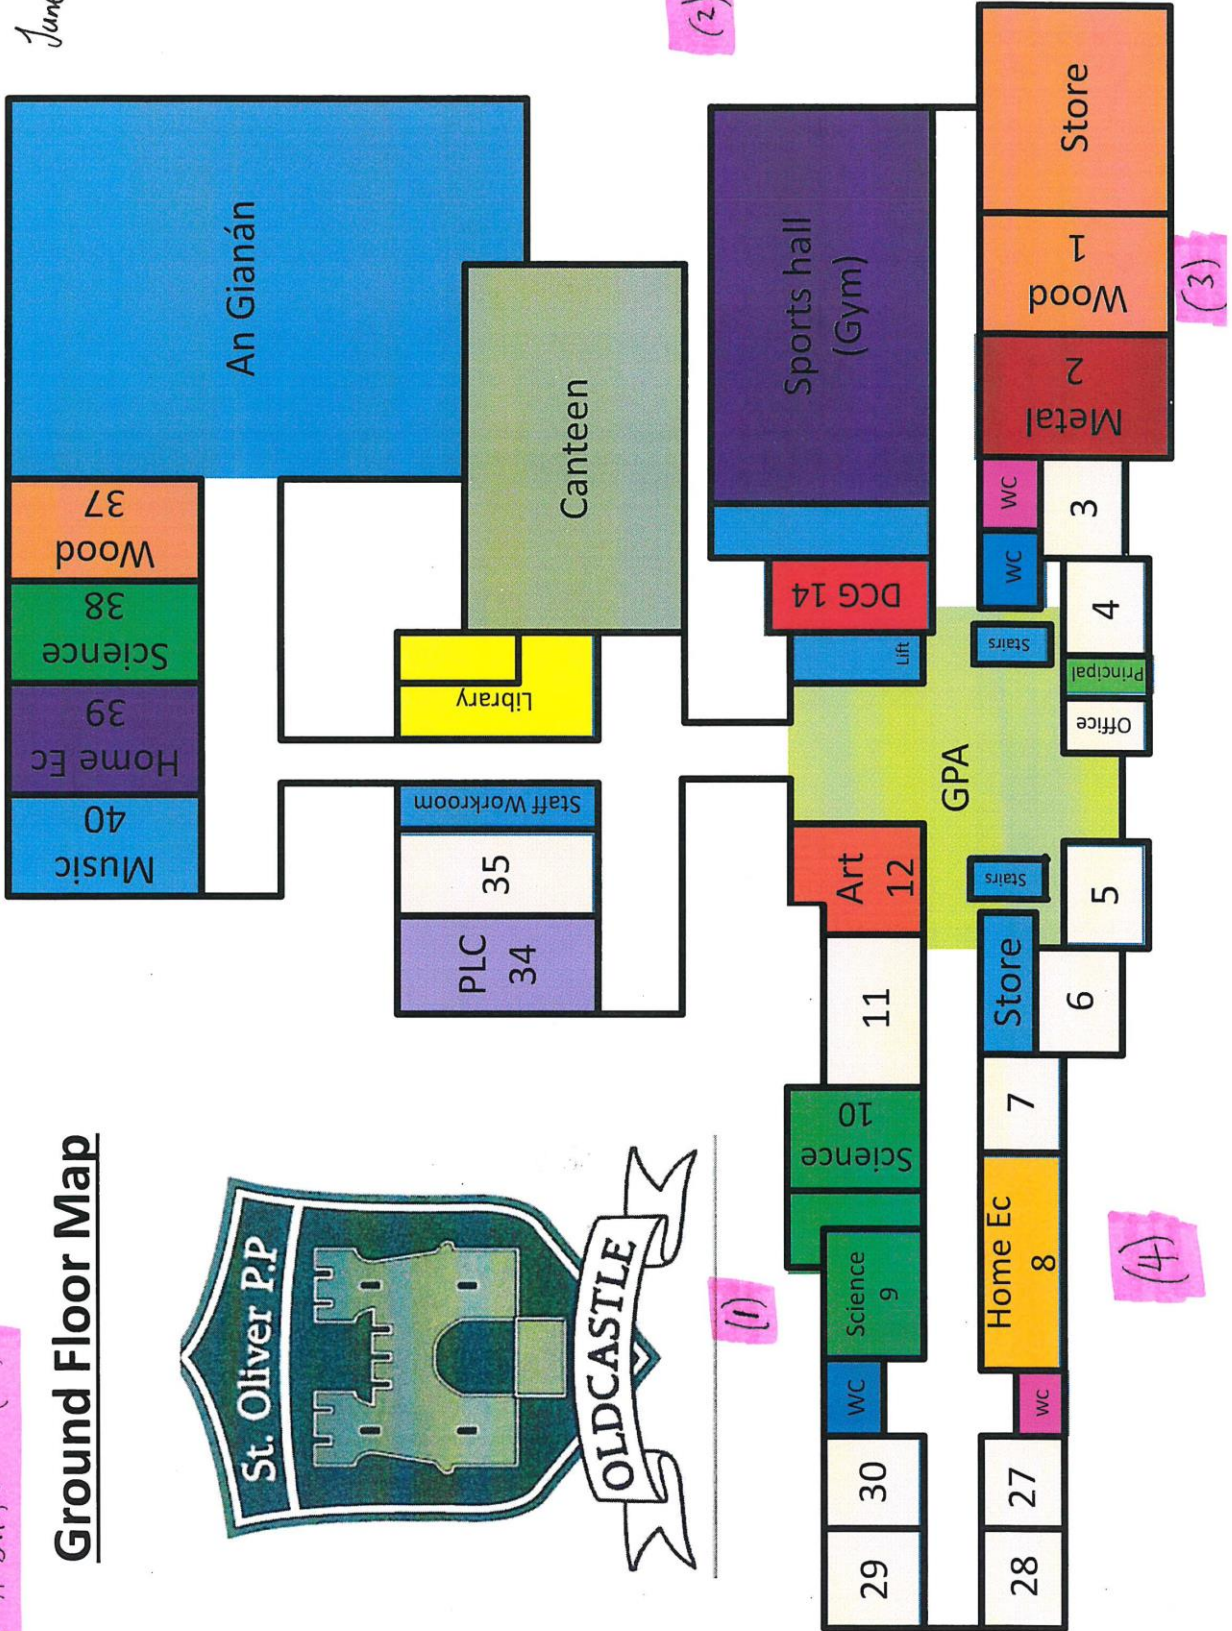 June
Ground Floor Map
St. Oliver P.P
OLDCASTLE
(1)
(2)
(3)
(4)
Music
40
Home Ec
39
Science
38
Wood
37
An Gianán
PLC
34
35
Staff Workroom
Library
Canteen
29
30
WC
Science
9
Science
10
11
Art
12
GPA
Lift
DCG 14
Sports hall
(Gym)
28
27
WC
Home Ec
8
7
Store
6
Stairs
5
Office
Principal
4
Stairs
WC
WC
3
Metal
2
Wood
1
Store